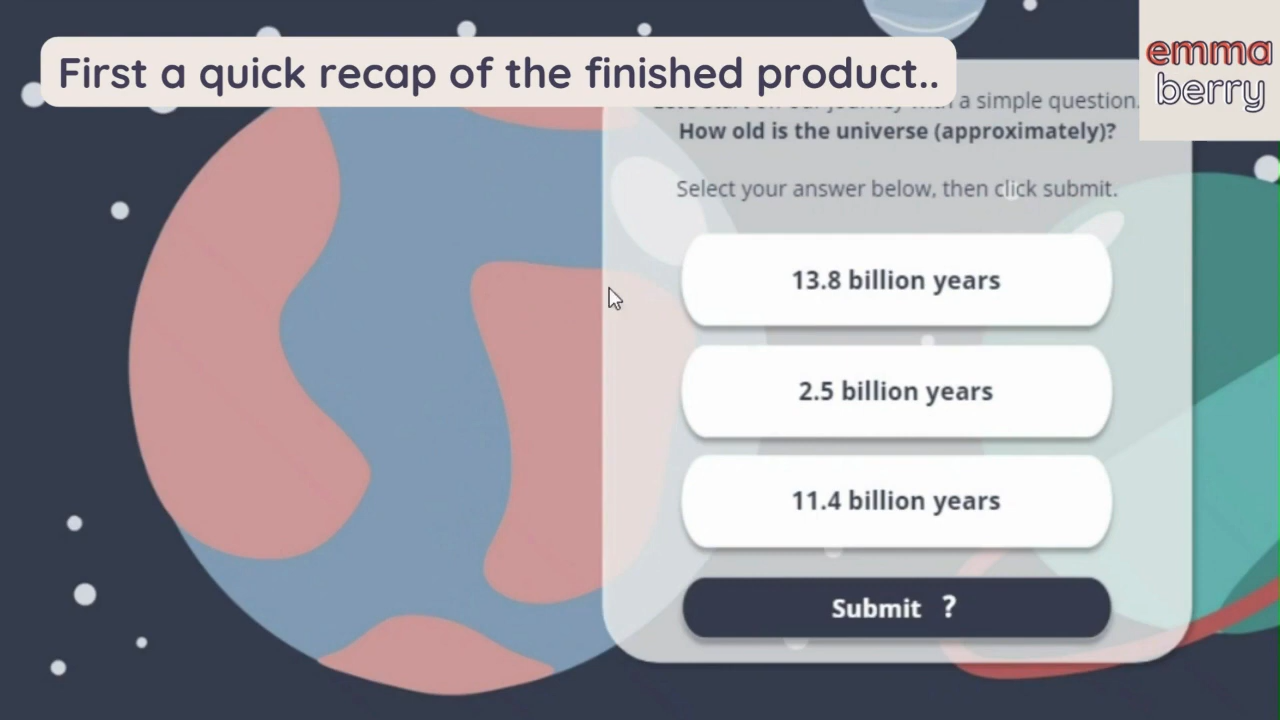 First a quick recap of the finished product..
emma
berry
a simple question.
How old is the universe (approximately)?
Select your answer below, then click submit.
13.8 billion years
2.5 billion years
11.4 billion years
Submit ?